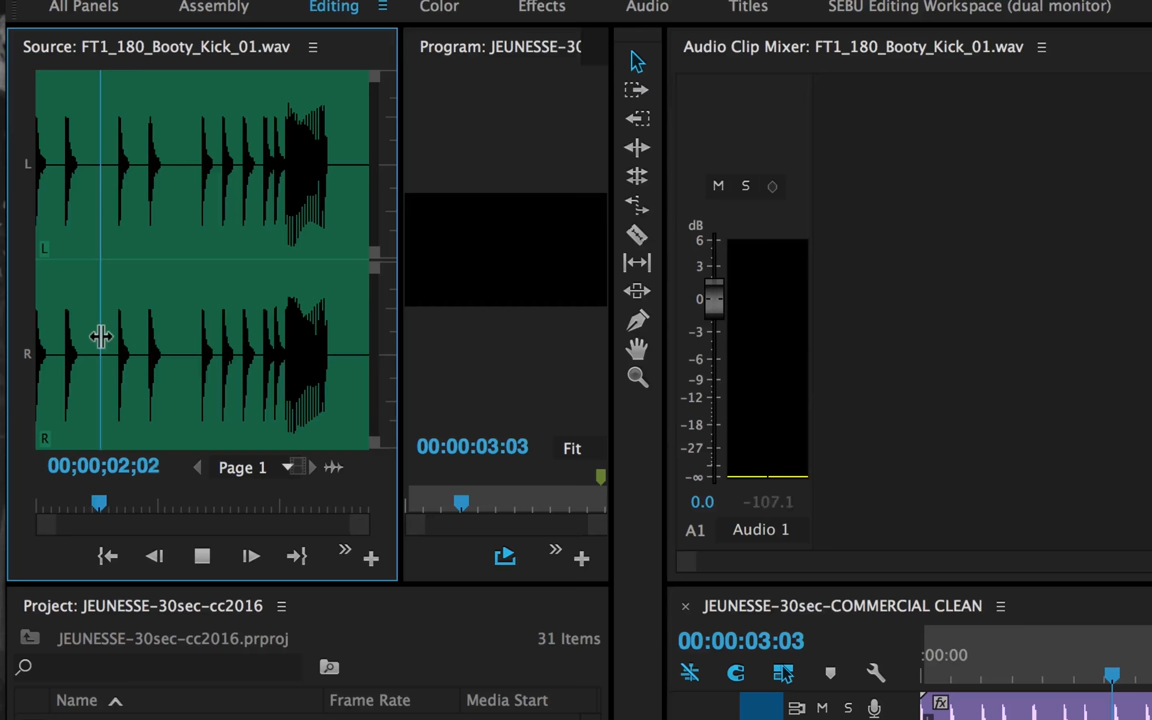 All Panels Assembly Editing Color Effects Audio Titles SEBU Editing Workspace (dual monitor)
Source: FT1_180_Booty_Kick_01.wav
L
L
R
R
00;00;02;02
Page 1
Program: JEUNESSE-30
00:00:03:03
Fit
Audio Clip Mixer: FT1_180_Booty_Kick_01.wav
M S
dB
6
3
0
-3
-6
-9
-12
-18
-27
-∞
0.0 -107.1
A1 Audio 1
Project: JEUNESSE-30sec-cc2016
JEUNESSE-30sec-cc2016.prproj 31 Items
Name Frame Rate Media Start
× JEUNESSE-30sec-COMMERCIAL CLEAN
00:00:03:03
:00:00
M S
fx